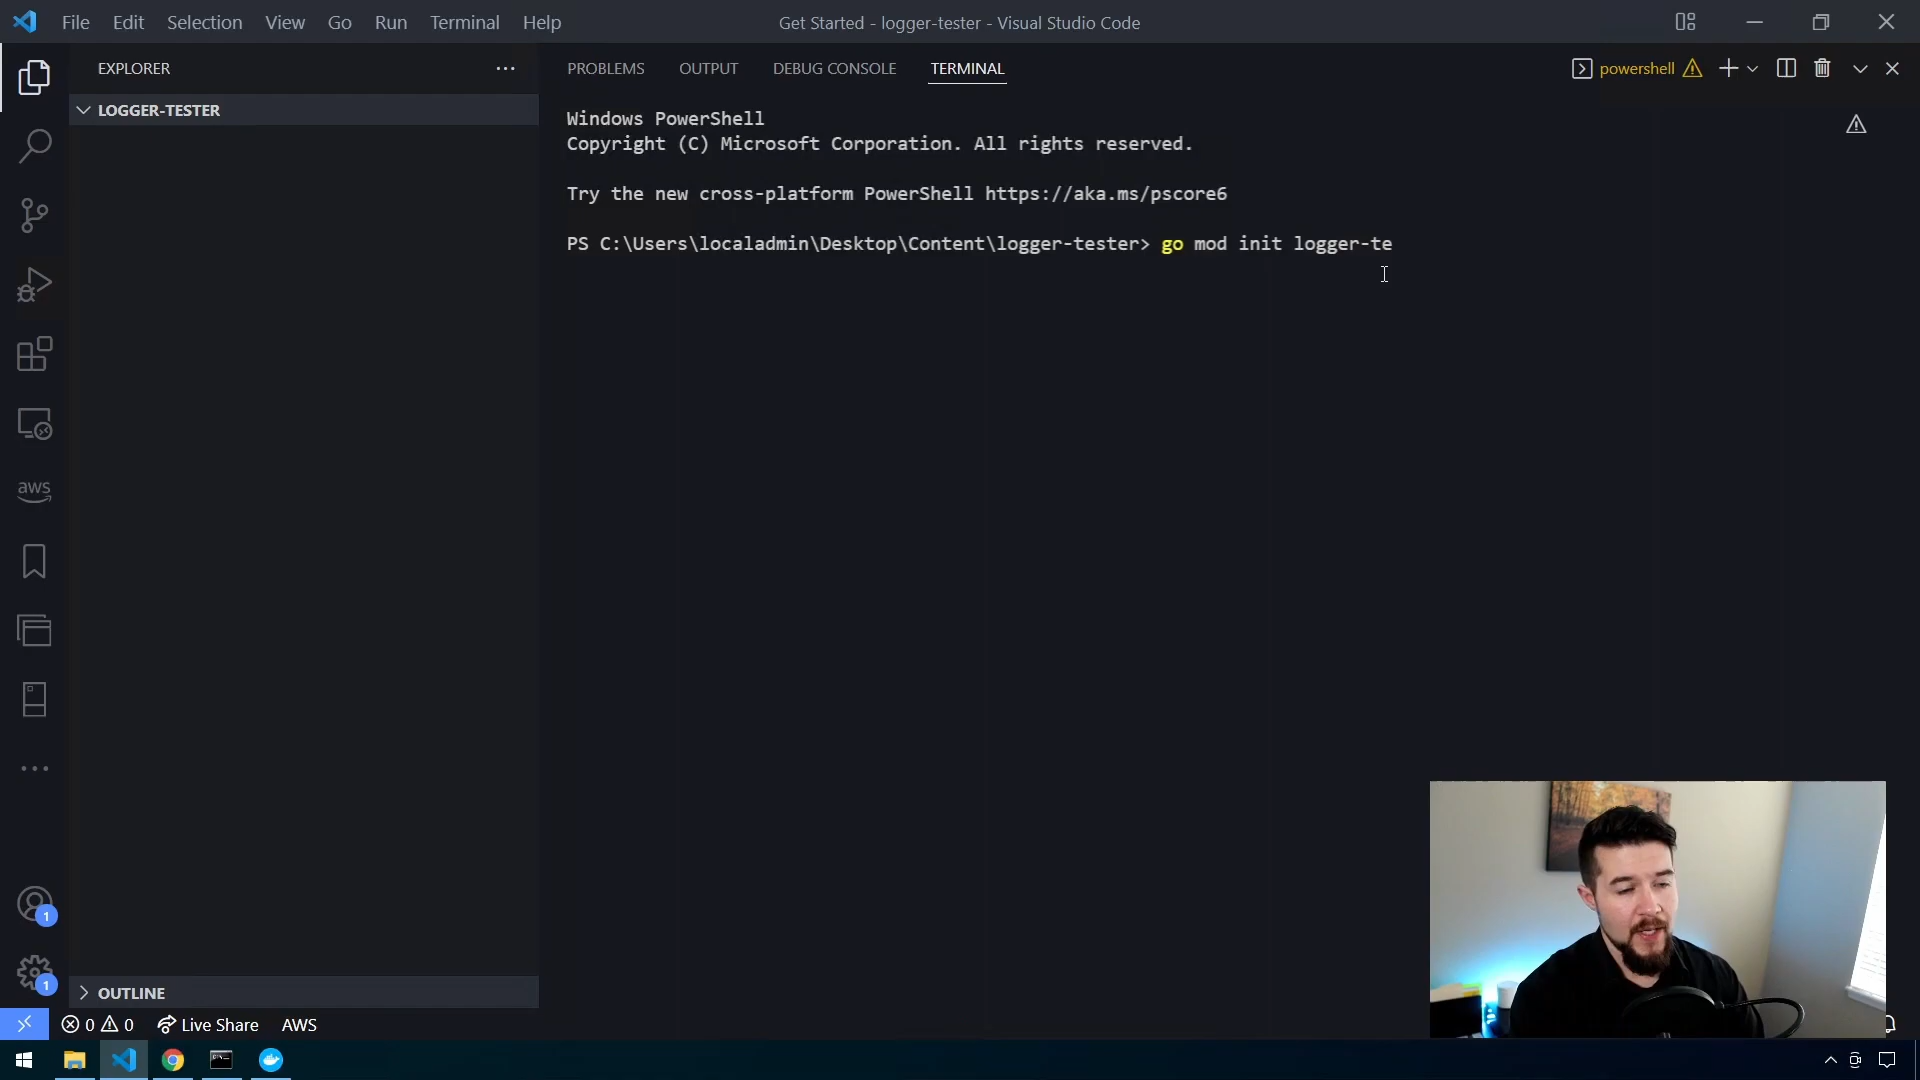 File Edit Selection View Go Run Terminal Help
Get Started - logger-tester - Visual Studio Code
EXPLORER
PROBLEMS OUTPUT DEBUG CONSOLE TERMINAL
powershell
LOGGER-TESTER
Windows PowerShell
Copyright (C) Microsoft Corporation. All rights reserved.
Try the new cross-platform PowerShell https://aka.ms/pscore6
PS C:\Users\localadmin\Desktop\Content\logger-tester> go mod init logger-te
aws
1
1
OUTLINE
0 0 Live Share AWS